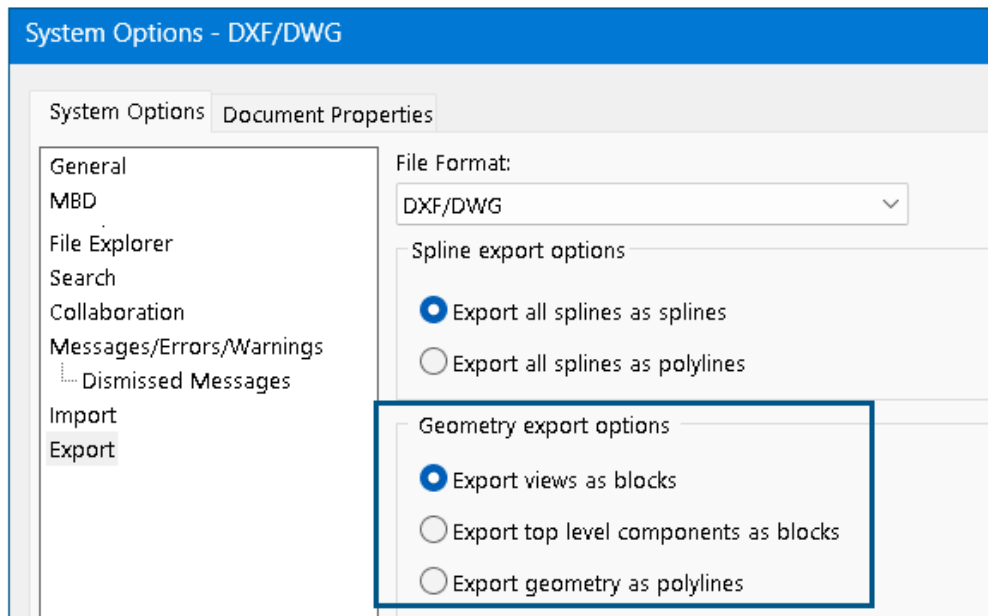 System Options - DXF/DWG
System Options
Document Properties
General
MBD
File Explorer
Search
Collaboration
Messages/Errors/Warnings
Dismissed Messages
Import
Export
File Format:
DXF/DWG
Spline export options
Export all splines as splines
Export all splines as polylines
Geometry export options
Export views as blocks
Export top level components as blocks
Export geometry as polylines